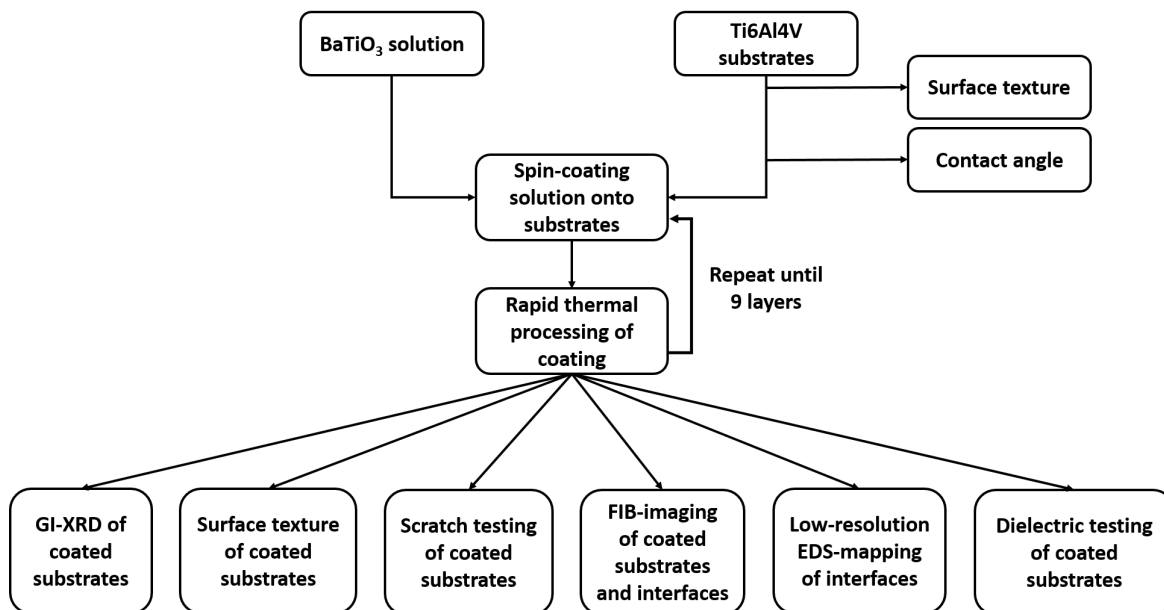 BaTiO₃ solution
Ti6Al4V
substrates
Surface texture
Contact angle
Spin-coating
solution onto
substrates
Repeat until
9 layers
Rapid thermal
processing of
coating
GI-XRD of
coated
substrates
Surface texture
of coated
substrates
Scratch testing
of coated
substrates
FIB-imaging
of coated
substrates
and interfaces
Low-resolution
EDS-mapping
of interfaces
Dielectric testing
of coated
substrates